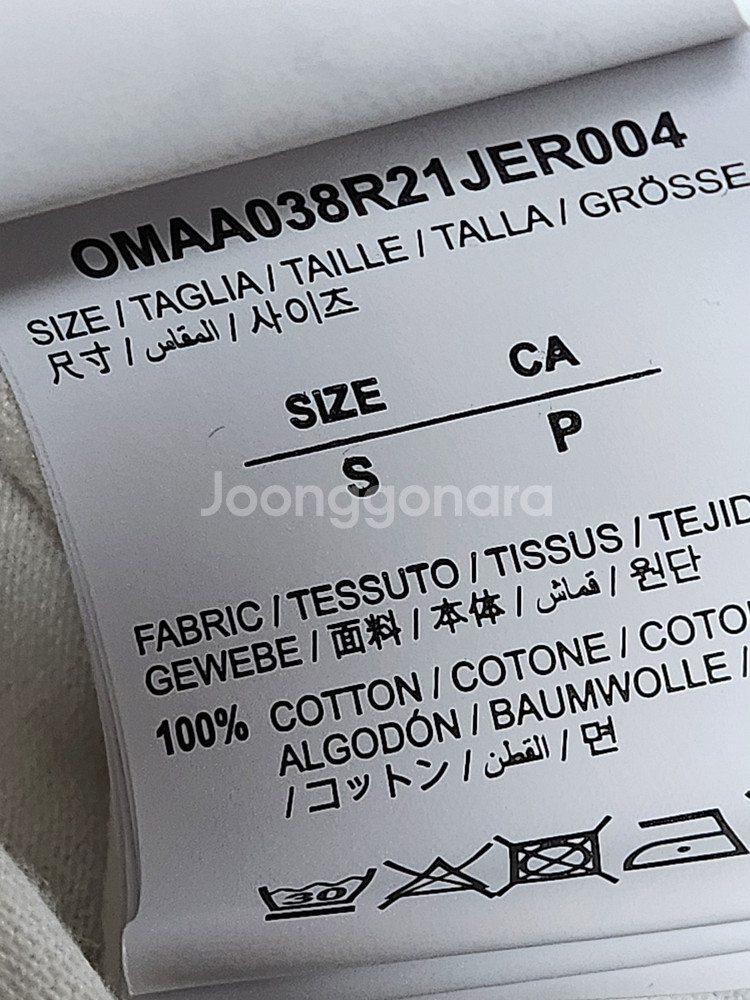 OMAA038R21JER004
SIZE / TAGLIA / TAILLE / TALLA / GRÖSSE
尺寸 / المقاس / 사이즈
SIZE CA
S P
Joonggonara
FABRIC / TESSUTO / TISSUS / TEJID
GEWEBE / 面料 / 本体 / قماش / 원단
100% COTTON / COTONE / COTO
ALGODÓN / BAUMWOLLE /
/ コットン / القطن / 면
30